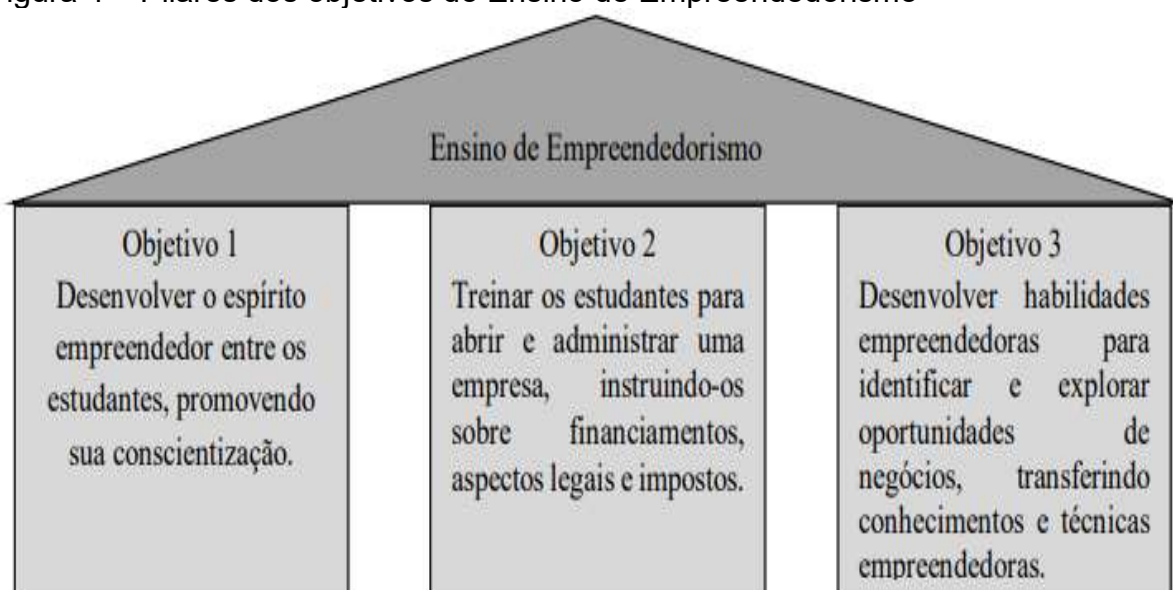 Pilares dos objetivos do Ensino de Empreendedorismo
Ensino de Empreendedorismo
Objetivo 1
Desenvolver o espírito
empreendedor entre os
estudantes, promovendo
sua conscientização.
Objetivo 2
Treinar os estudantes para
abrir e administrar uma
empresa, instruindo-os
sobre financiamentos,
aspectos legais e impostos.
Objetivo 3
Desenvolver habilidades
empreendedoras para
identificar e explorar
oportunidades de
negócios, transferindo
conhecimentos e técnicas
empreendedoras.